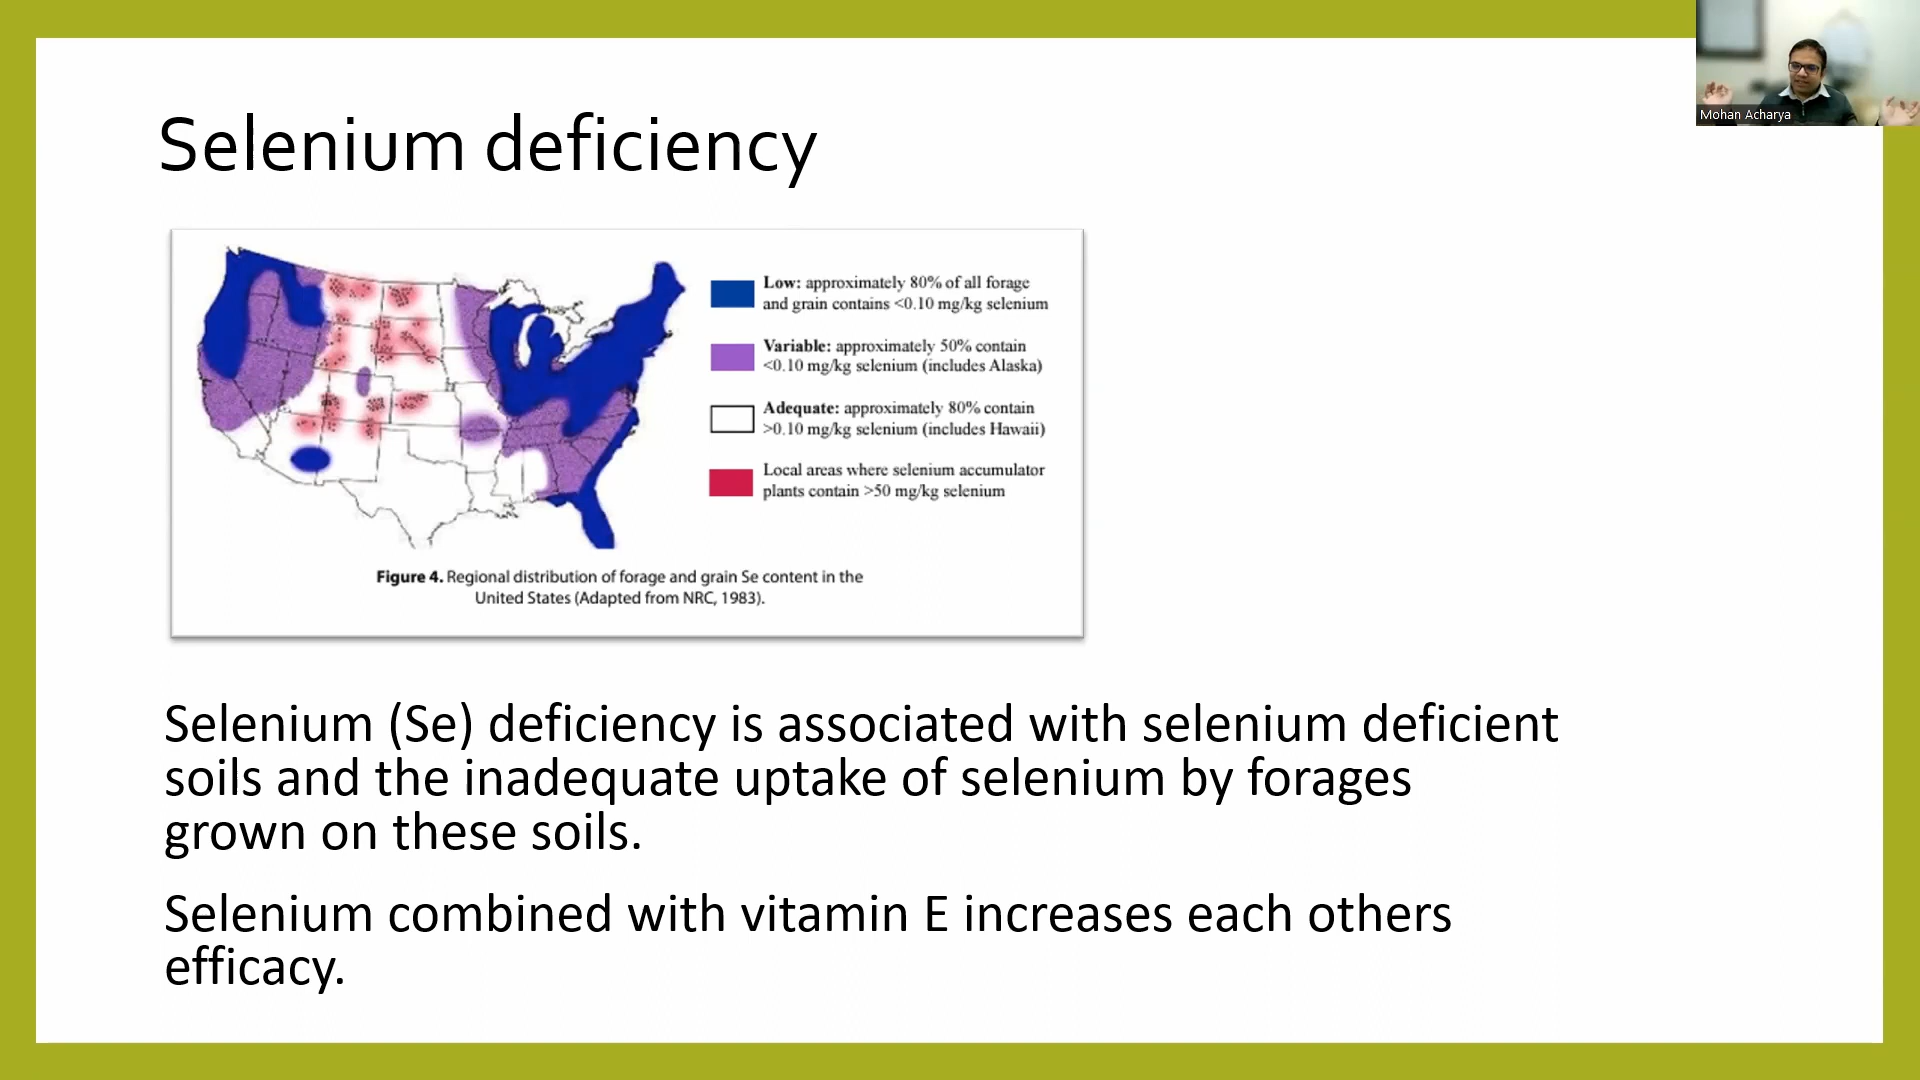 Mohan Acharya
Selenium deficiency
Low: approximately 80% of all forage
and grain contains <0.10 mg/kg selenium
Variable: approximately 50% contain
<0.10 mg/kg selenium (includes Alaska)
Adequate: approximately 80% contain
>0.10 mg/kg selenium (includes Hawaii)
Local areas where selenium accumulator
plants contain >50 mg/kg selenium
Figure 4. Regional distribution of forage and grain Se content in the
United States (Adapted from NRC, 1983).
Selenium (Se) deficiency is associated with selenium deficient
soils and the inadequate uptake of selenium by forages
grown on these soils.
Selenium combined with vitamin E increases each others
efficacy.